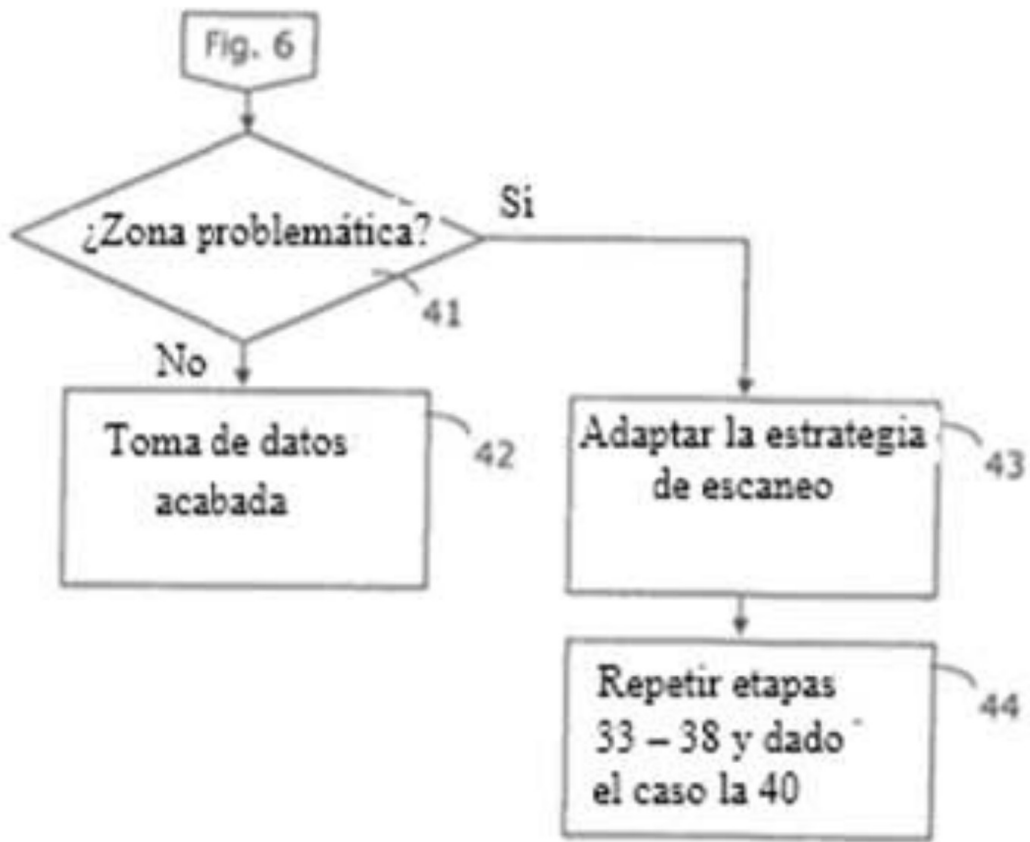 Fig. 6
¿Zona problemática?
Si
41
No
Toma de datos
acabada
42
Adaptar la estrategia
de escaneo
43
Repetir etapas
33 – 38 y dado
el caso la 40
44